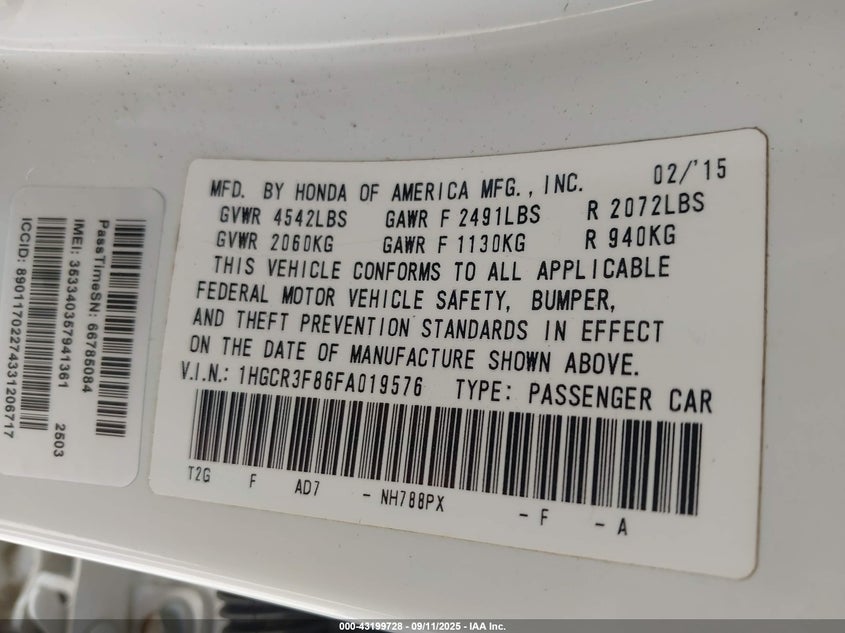 MFD. BY HONDA OF AMERICA MFG., INC. 02/'15
GVWR 4542LBS GAWR F 2491LBS R 2072LBS
GVWR 2060KG GAWR F 1130KG R 940KG
THIS VEHICLE CONFORMS TO ALL APPLICABLE
FEDERAL MOTOR VEHICLE SAFETY, BUMPER,
AND THEFT PREVENTION STANDARDS IN EFFECT
ON THE DATE OF MANUFACTURE SHOWN ABOVE.
V.I.N.: 1HGCR3F86FA019576 TYPE: PASSENGER CAR
T2G F AD7 - NH788PX - F - A
PassTimeSN: 66785084
IMEI: 353340357941361 2503
ICCID: 89011702274331206717
000-43199728 - 09/11/2025 - IAA Inc.